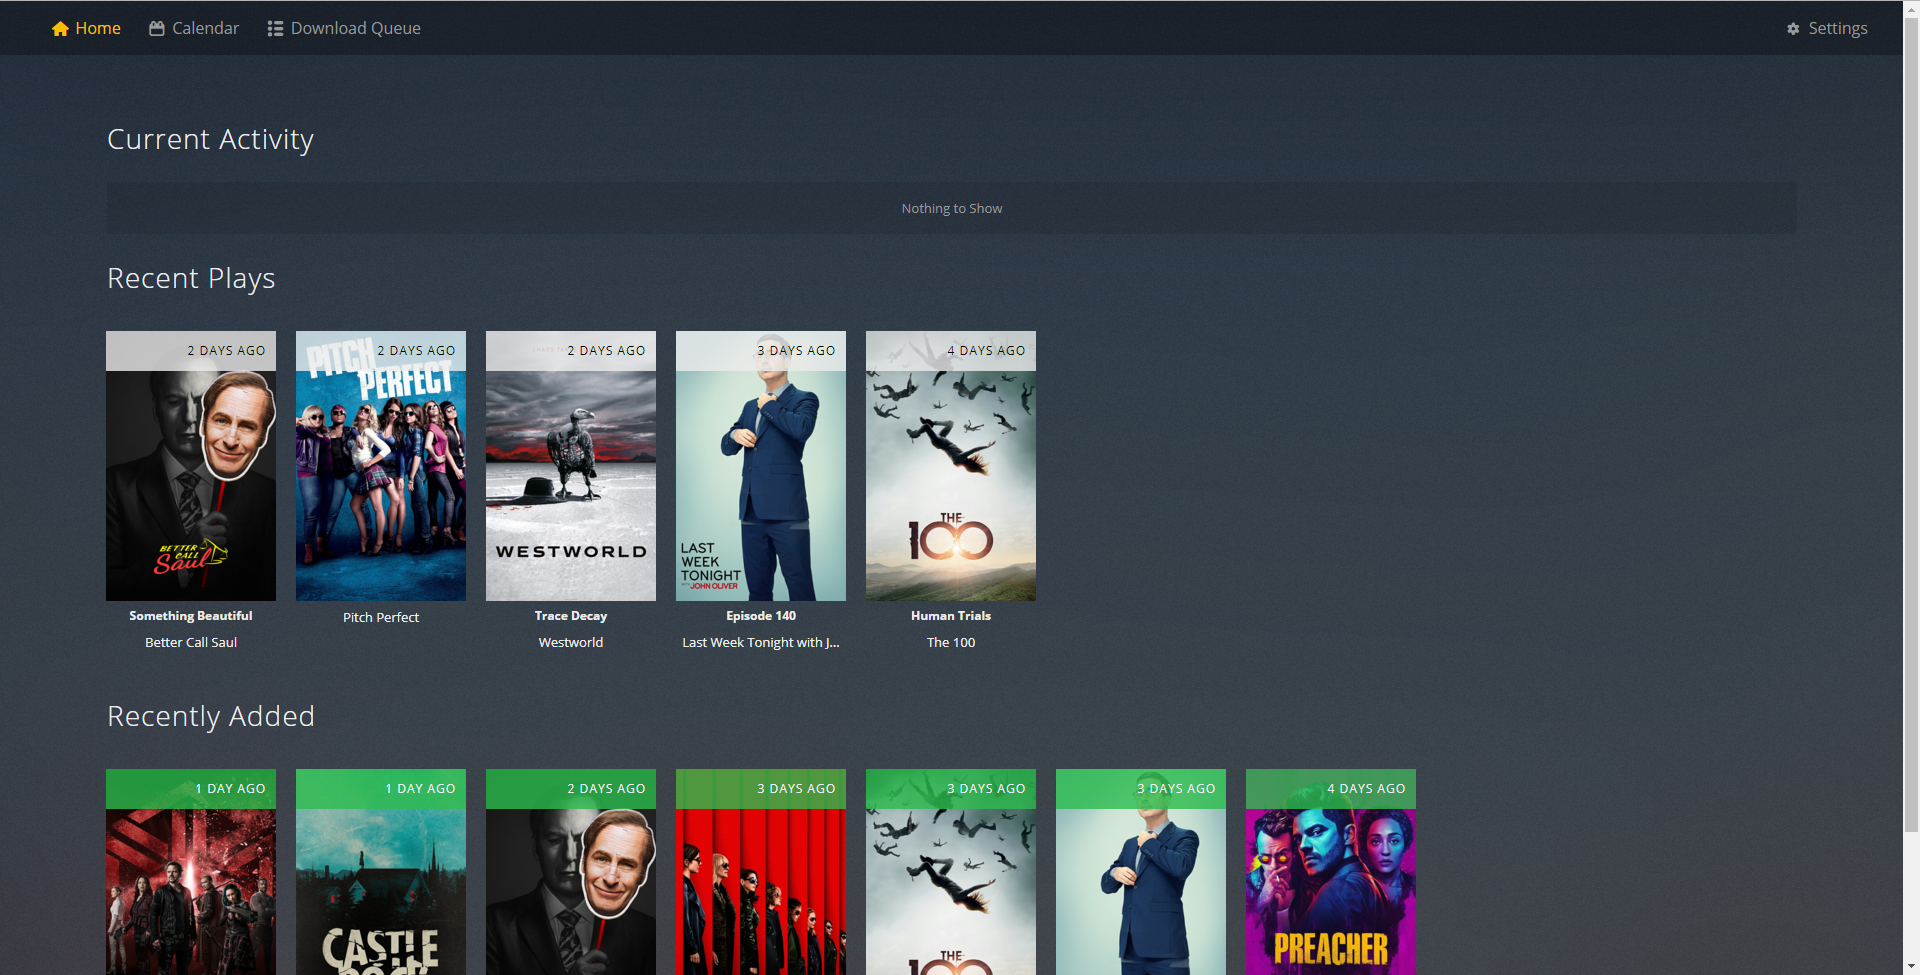 Home Calendar Download Queue Settings
Current Activity
Nothing to Show
Recent Plays
2 DAYS AGO
PITCH
PERFECT
2 DAYS AGO
2 DAYS AGO
3 DAYS AGO
4 DAYS AGO
BETTER
CALL
Saul
WESTWORLD
LAST
WEEK
TONIGHT
WITH JOHN OLIVER
THE
100
Something Beautiful
Better Call Saul
Pitch Perfect
Trace Decay
Westworld
Episode 140
Last Week Tonight with J...
Human Trials
The 100
Recently Added
1 DAY AGO
1 DAY AGO
2 DAYS AGO
3 DAYS AGO
3 DAYS AGO
3 DAYS AGO
4 DAYS AGO
CASTLE
ROCK
THE
100
PREACHER